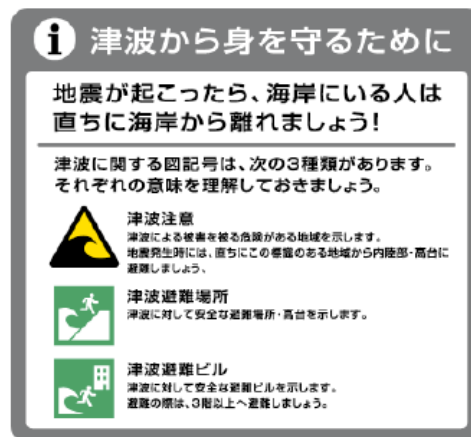 i 津波から身を守るために
地震が起こったら、海岸にいる人は
直ちに海岸から離れましょう!
津波に関する図記号は、次の3種類があります。
それぞれの意味を理解しておきましょう。
津波注意
津波による被害を被る危険がある地域を示します。
地震発生時には、直ちにこの標識のある地域から内陸部・高台に
避難しましょう、
津波避難場所
津波に対して安全な避難場所・高台を示します。
津波避難ビル
津波に対して安全な避難ビルを示します。
避難の際は、3階以上へ避難しましょう。